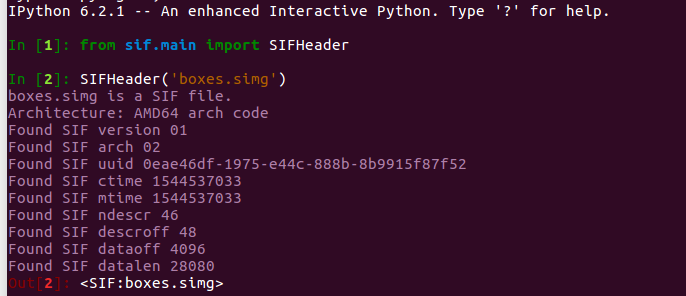 IPython 6.2.1 -- An enhanced Interactive Python. Type '?' for help.
In [1]: from sif.main import SIFHeader
In [2]: SIFHeader('boxes.simg')
boxes.simg is a SIF file.
Architecture: AMD64 arch code
Found SIF version 01
Found SIF arch 02
Found SIF uuid 0eae46df-1975-e44c-888b-8b9915f87f52
Found SIF ctime 1544537033
Found SIF mtime 1544537033
Found SIF ndescr 46
Found SIF descroff 48
Found SIF dataoff 4096
Found SIF datalen 28080
Out[2]: <SIF:boxes.simg>